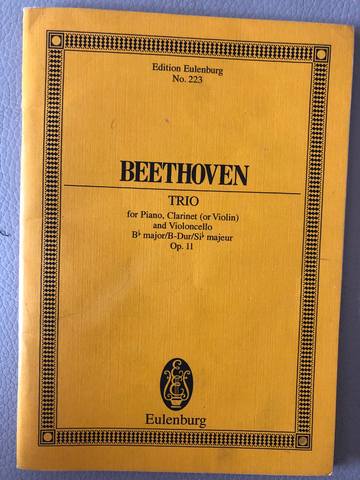 Edition Eulenburg
No. 223
BEETHOVEN
TRIO
for Piano, Clarinet (or Violin)
and Violoncello
B♭ major/B-Dur/Si♭ majeur
Op. 11
Eulenburg